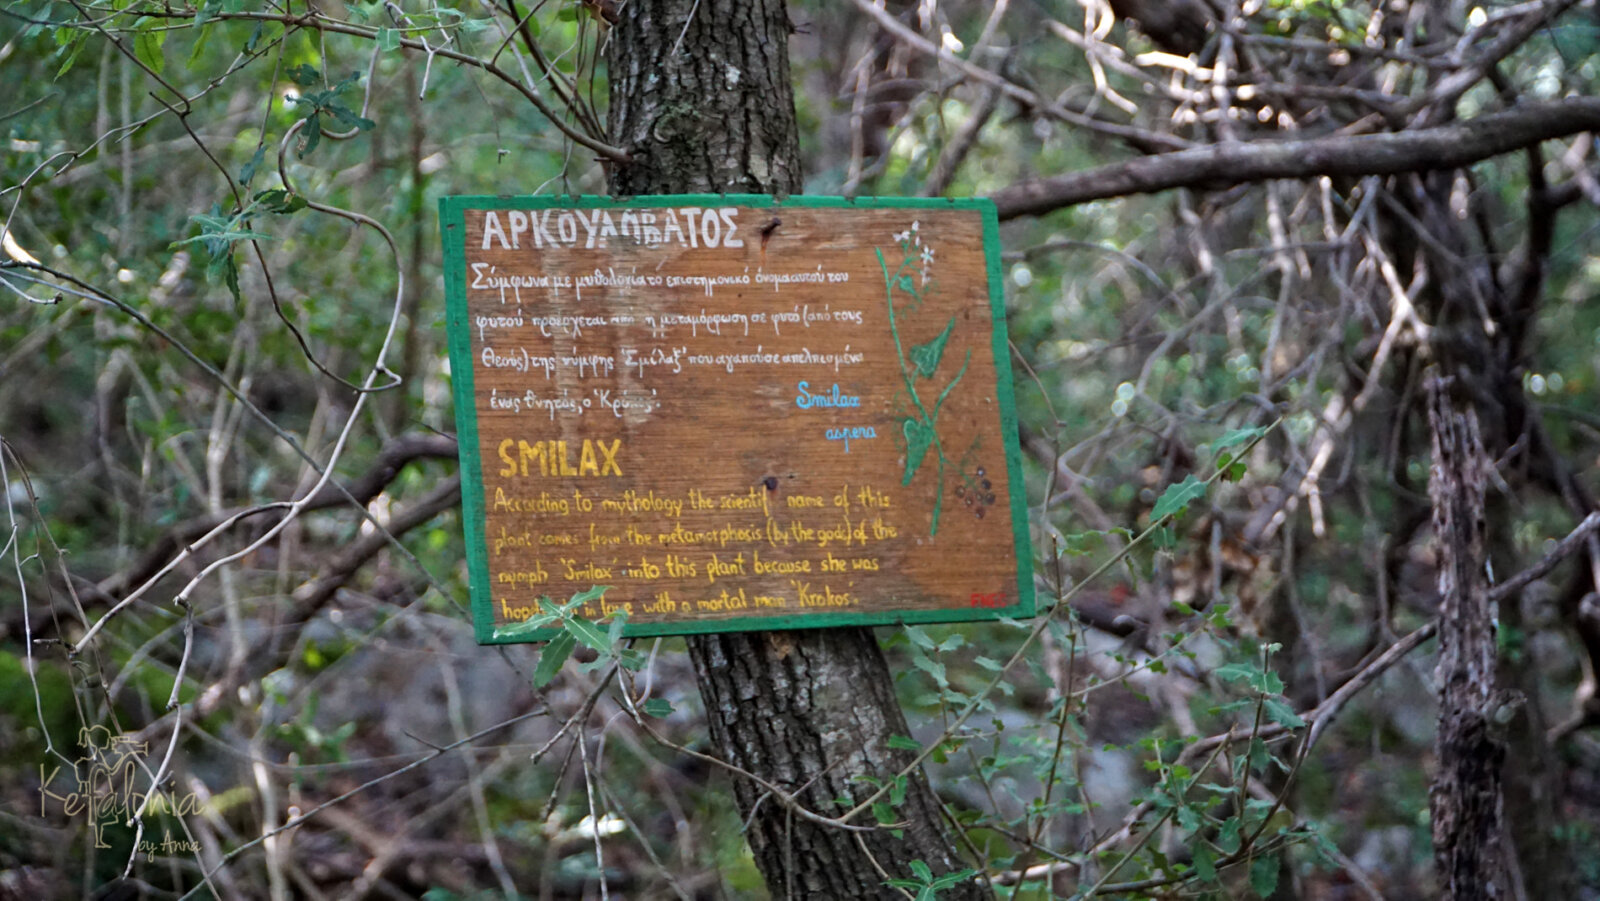 ΑΡΚΟΥΔΟΒΑΤΟΣ
Σύμφωνα με μυθολογία το επιστημονικό όνομα αυτού του
φυτού προέρχεται από η μεταμόρφωση σε φυτό (από τους
Θεούς) της νύμφης 'Σμίλαξ' που αγαπούσε απελπισμένα
ένας θνητός, ο 'Κρόκος'.
Smilax
aspera
SMILAX
According to mythology the scientif name of this
plant comes from the metamorphosis (by the gods) of the
nymph 'Smilax' into this plant because she was
in love with a mortal man 'Krokos'.
Kefalonia
by Anna